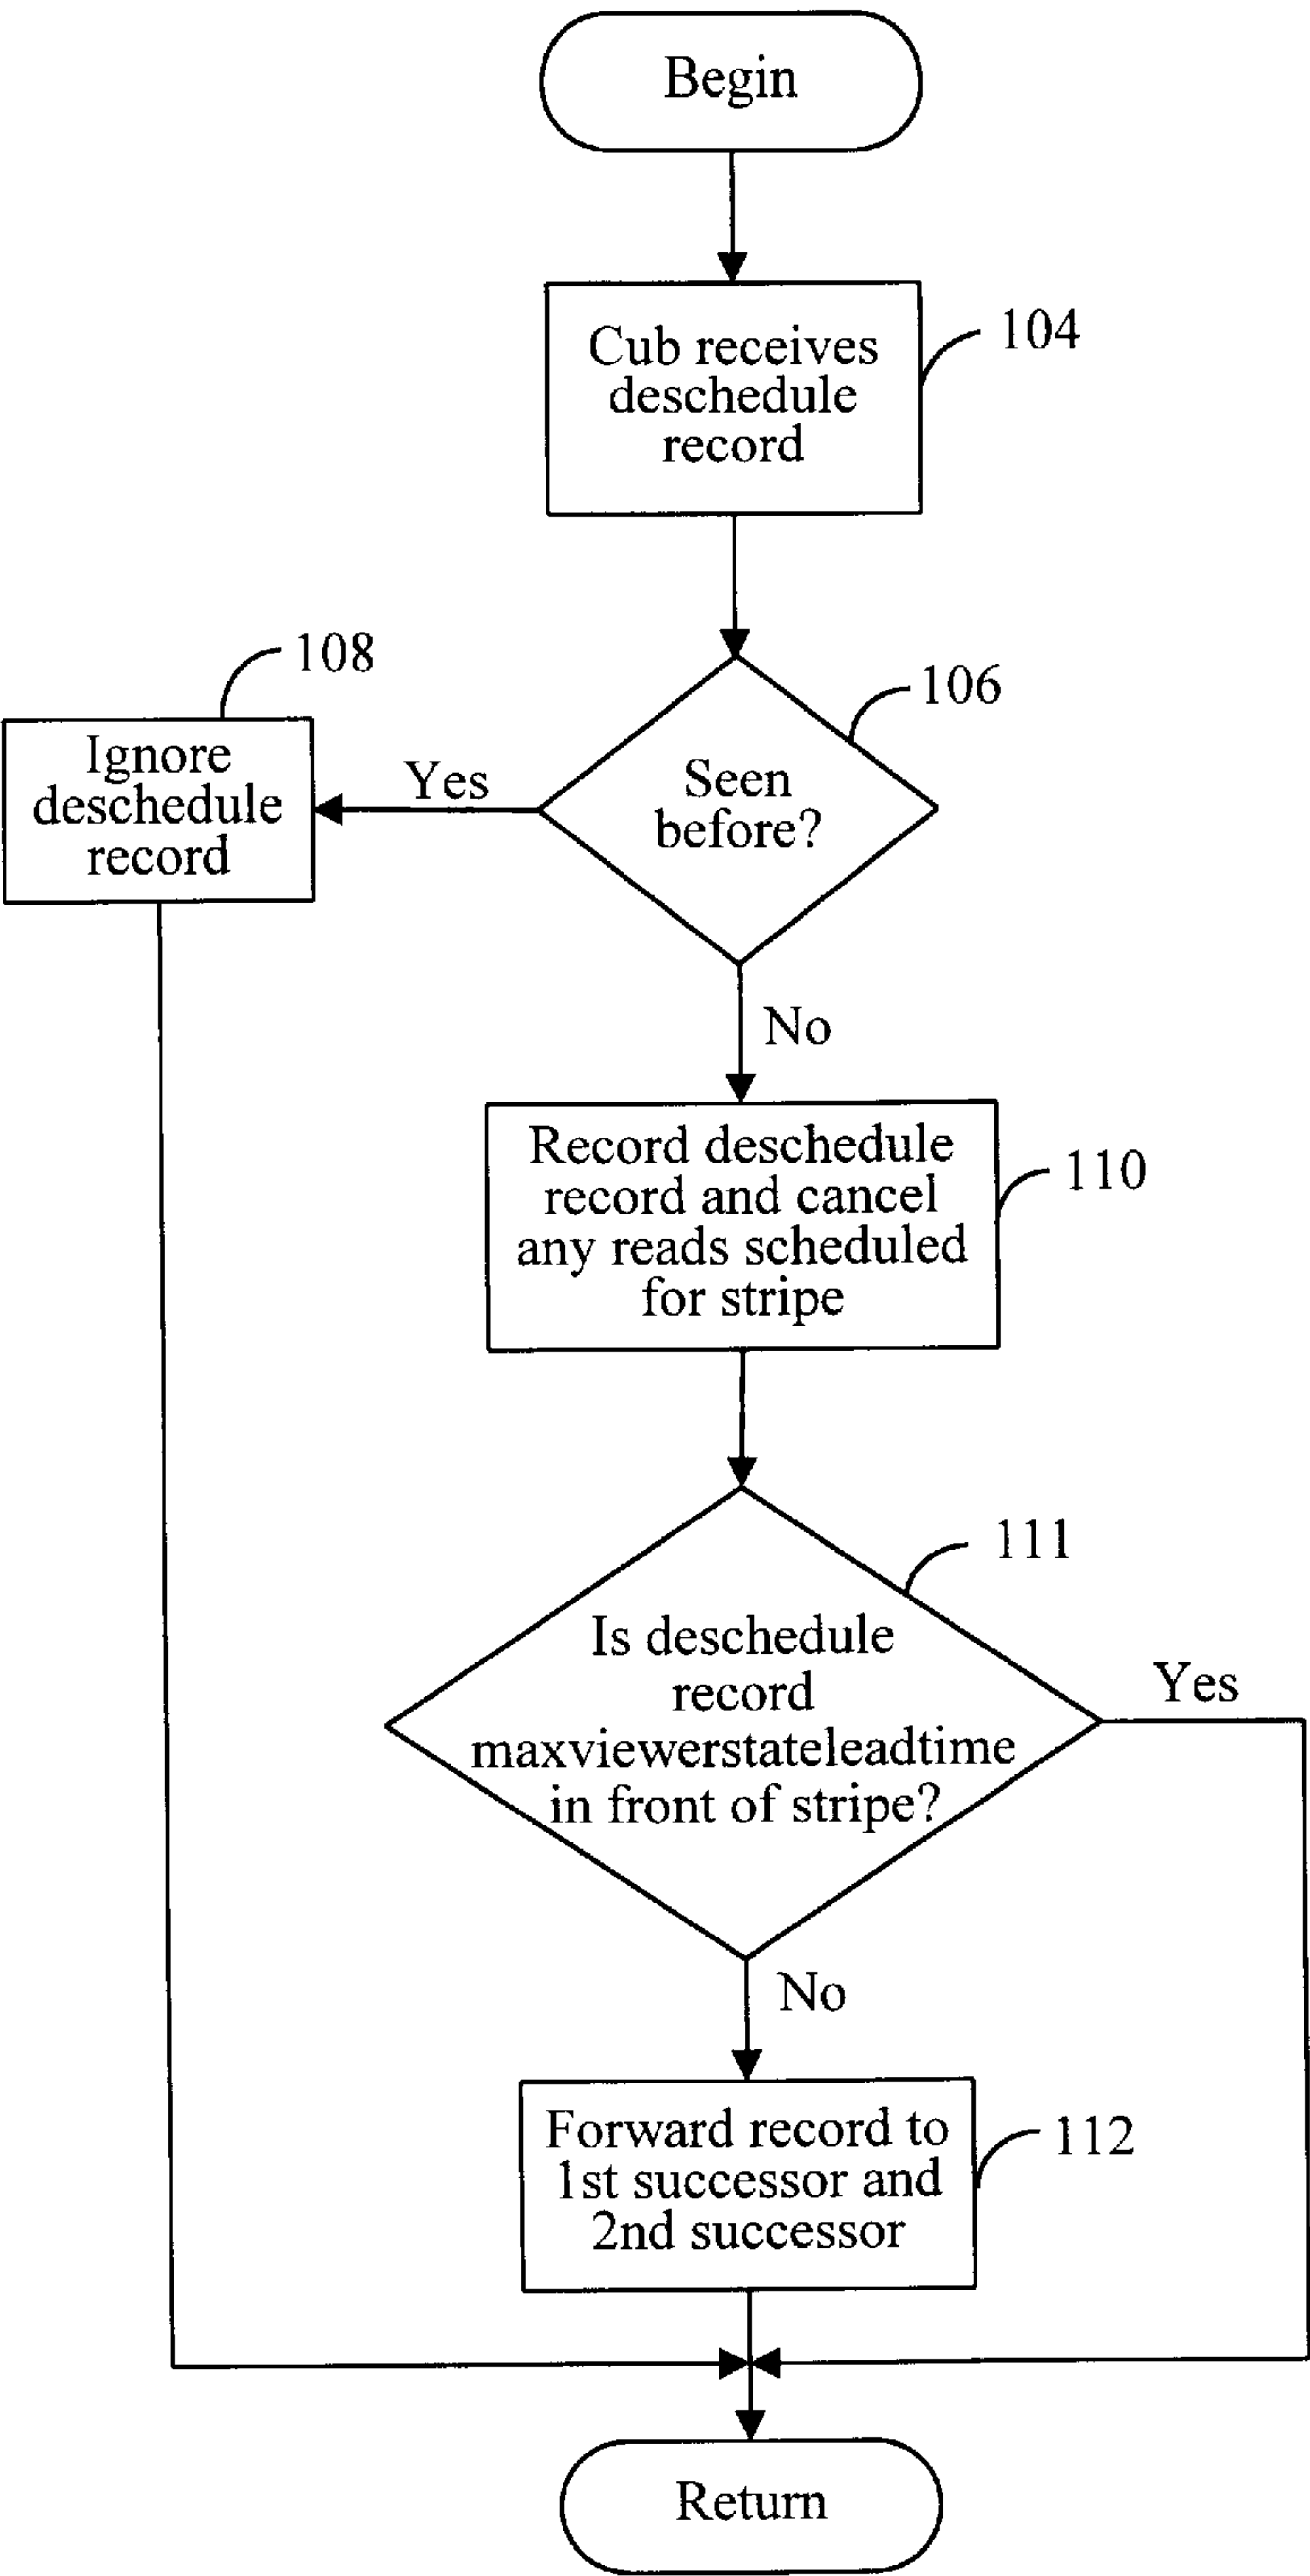 Begin
Cub receives
deschedule
record
104
Seen
before?
106
Yes
108
Ignore
deschedule
record
No
Record deschedule
record and cancel
any reads scheduled
for stripe
110
Is deschedule
record
maxviewerstateleadtime
in front of stripe?
111
Yes
No
Forward record to
1st successor and
2nd successor
112
Return